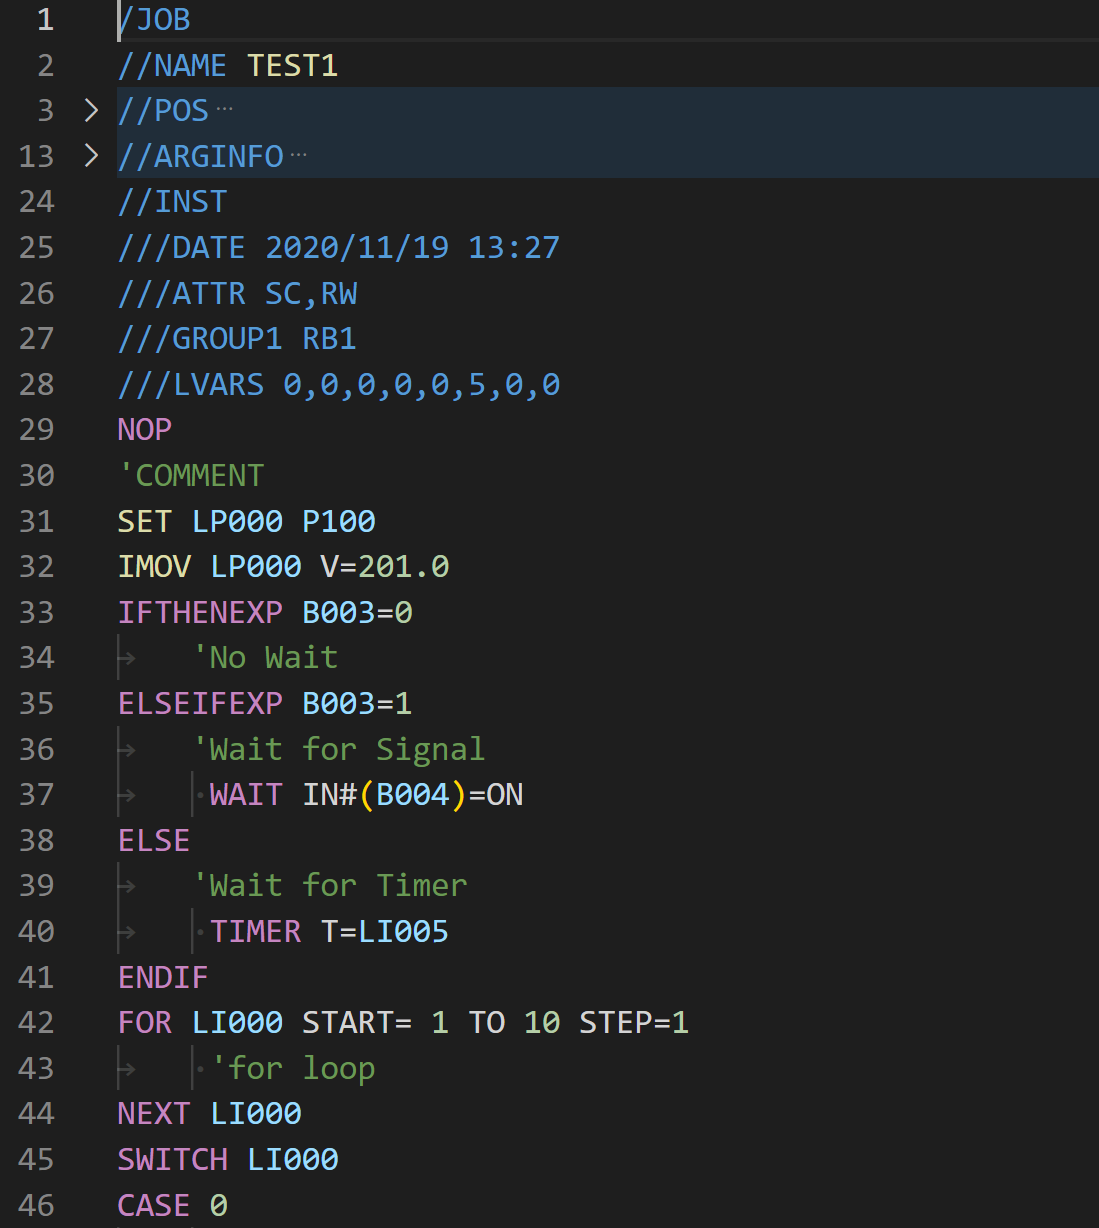 1 /JOB
2 //NAME TEST1
3 //POS ⋯
13 //ARGINFO ⋯
24 //INST
25 ///DATE 2020/11/19 13:27
26 ///ATTR SC,RW
27 ///GROUP1 RB1
28 ///LVARS 0,0,0,0,0,5,0,0
29 NOP
30 'COMMENT
31 SET LP000 P100
32 IMOV LP000 V=201.0
33 IFTHENEXP B003=0
34 'No Wait
35 ELSEIFEXP B003=1
36 'Wait for Signal
37 WAIT IN#(B004)=ON
38 ELSE
39 'Wait for Timer
40 TIMER T=LI005
41 ENDIF
42 FOR LI000 START= 1 TO 10 STEP=1
43 'for loop
44 NEXT LI000
45 SWITCH LI000
46 CASE 0